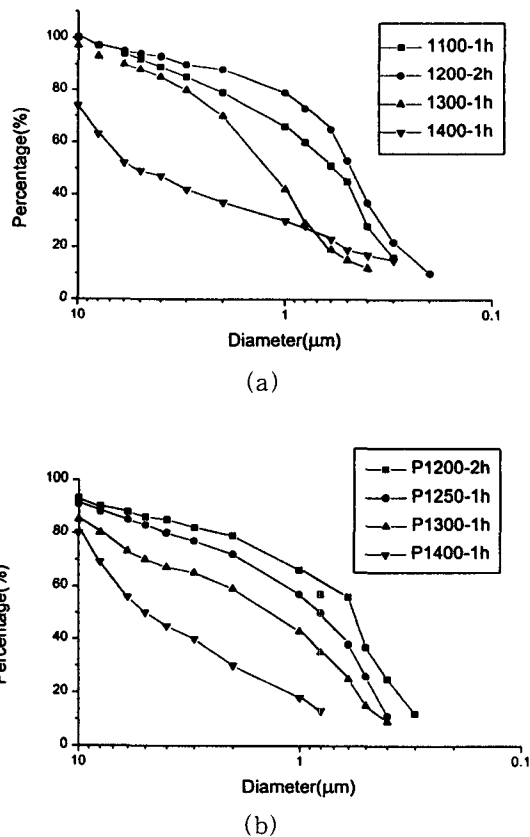 100
80
60
40
20
0
Percentage(%)
1100-1h
1200-2h
1300-1h
1400-1h
10
1
0.1
Diameter(μm)
(a)
100
80
60
40
20
0
Percentage(%)
P1200-2h
P1250-1h
P1300-1h
P1400-1h
10
1
0.1
Diameter(μm)
(b)